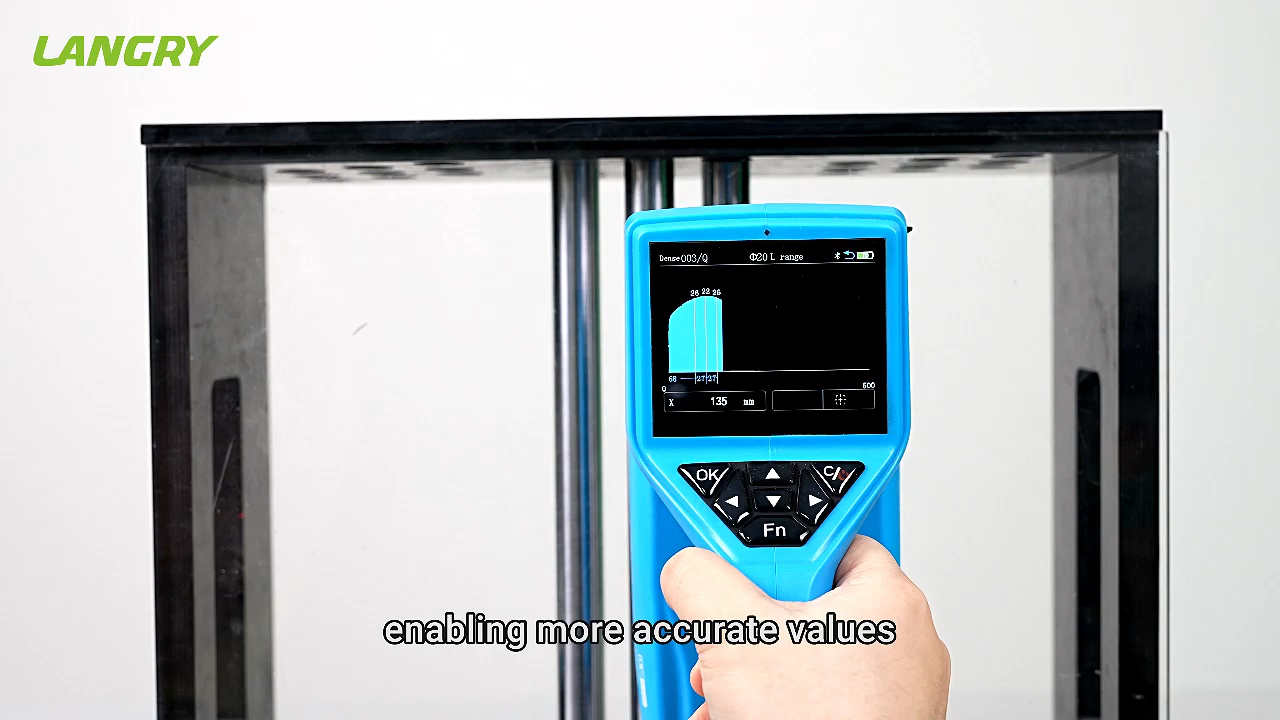 LANGRY
Dense003/Q Φ20 L range
26 22 25
68 27 27
0 500
X 135 mm
OK C/
Fn
enabling more accurate values